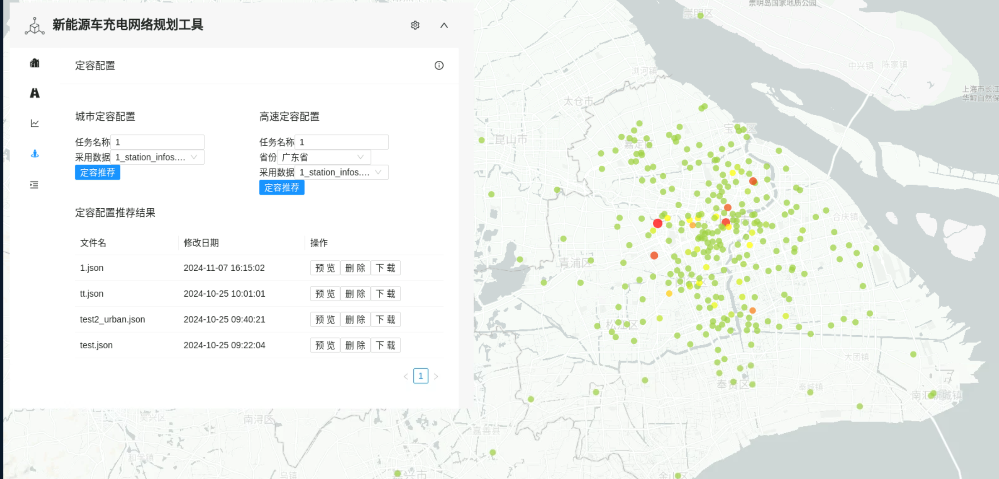 新能源车充电网络规划工具
定容配置
城市定容配置
任务名称 1
采用数据 1_station_infos....
定容推荐
高速定容配置
任务名称 1
省份 广东省
采用数据 1_station_infos....
定容推荐
定容配置推荐结果
文件名 修改日期 操作
1.json 2024-11-07 16:15:02 预览 删除 下载
tt.json 2024-10-25 10:01:01 预览 删除 下载
test2_urban.json 2024-10-25 09:40:21 预览 删除 下载
test.json 2024-10-25 09:22:04 预览 删除 下载
1
崇明岛国家地质公园
崇明区
中兴镇
陈家镇
浏河镇
上海市长江
华鲟自然保
太仓市
宝山区
昆山市
嘉定区
合庆镇
上海市
青浦区
闵行区
松江区
大团镇
奉贤区
奉城镇
南汇新城镇
吴兴区
南浔区
嘉善县
和孚镇
乌镇
嘉兴市
金山区